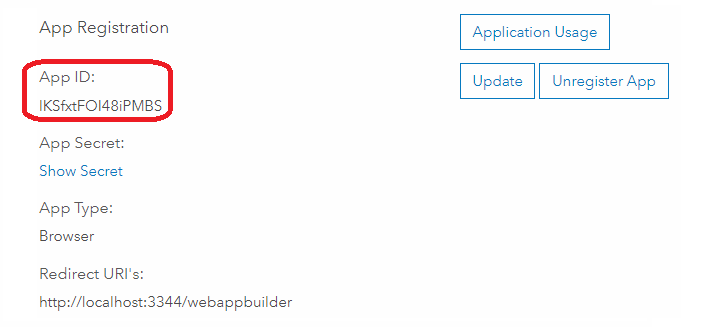 App Registration
Application Usage
App ID:
Update
Unregister App
IKSfxtFOI48iPMBS
App Secret:
Show Secret
App Type:
Browser
Redirect URI's:
http://localhost:3344/webappbuilder